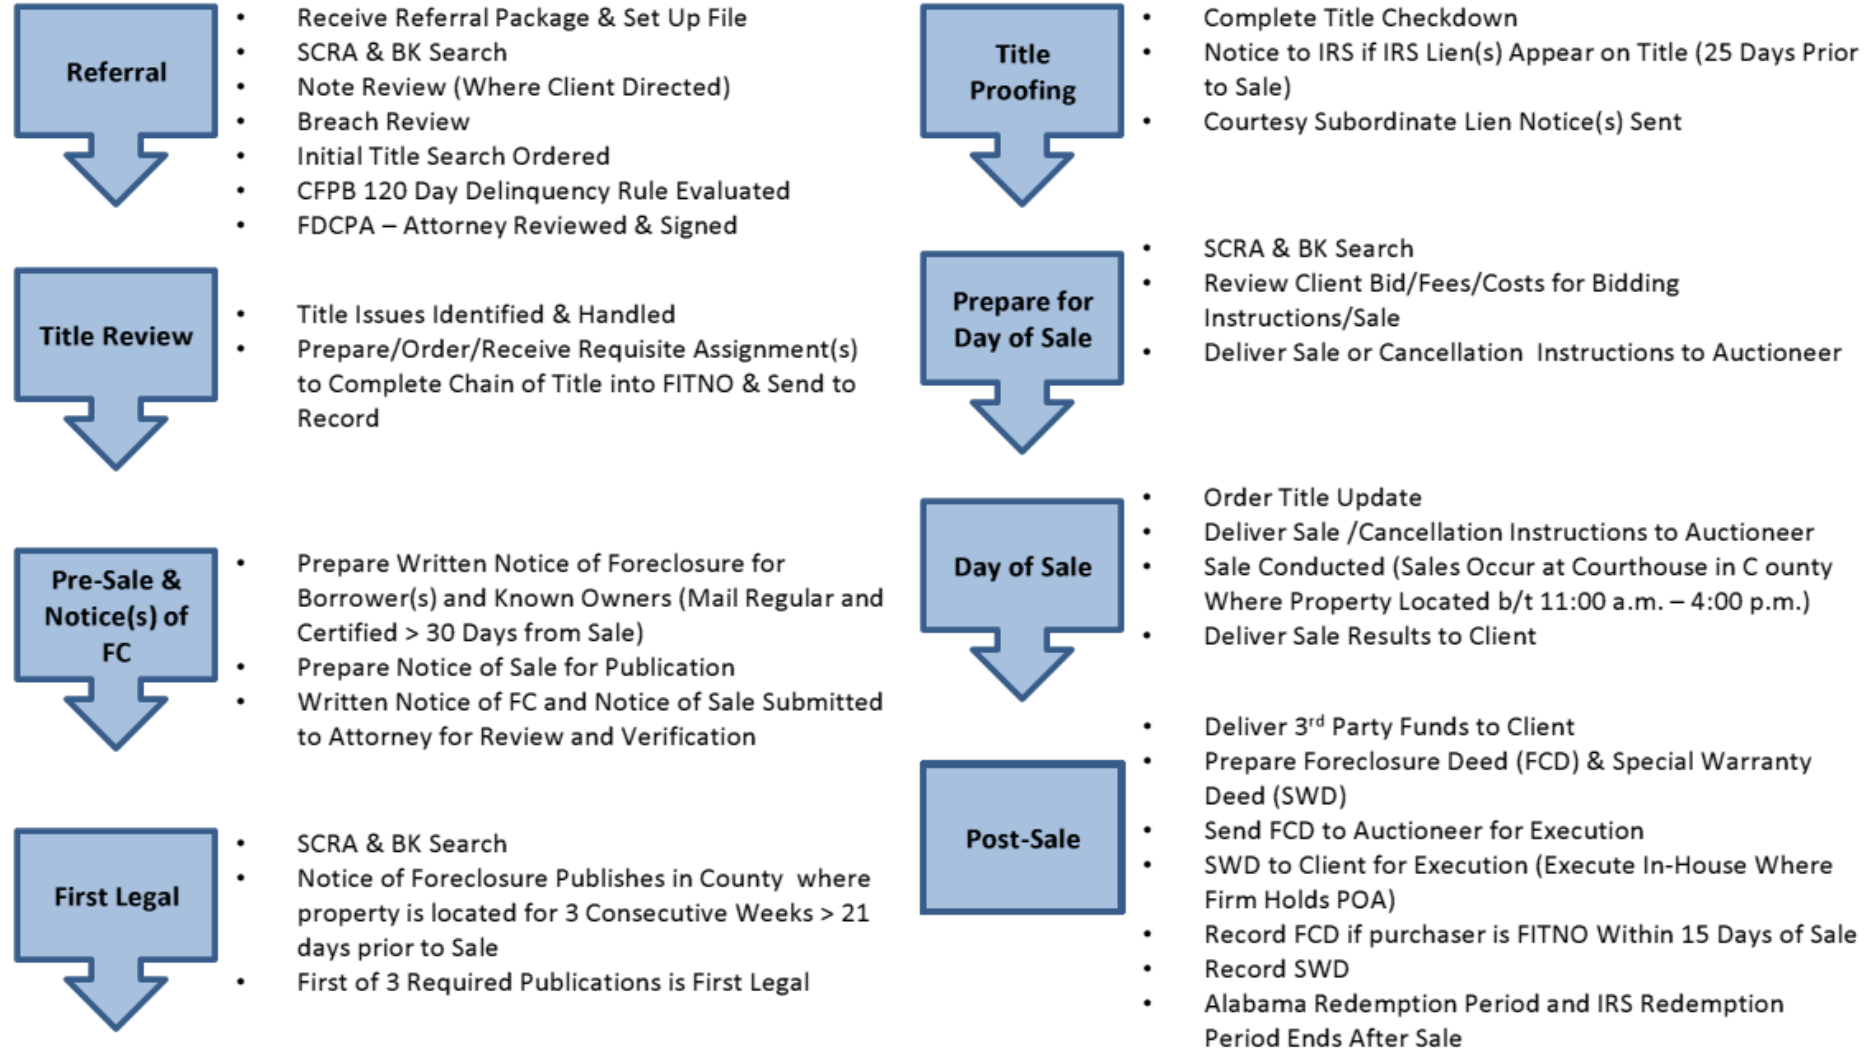 Referral
Receive Referral Package & Set Up File
SCRA & BK Search
Note Review (Where Client Directed)
Breach Review
Initial Title Search Ordered
CFPB 120 Day Delinquency Rule Evaluated
FDCPA – Attorney Reviewed & Signed
Title Review
Title Issues Identified & Handled
Prepare/Order/Receive Requisite Assignment(s)
to Complete Chain of Title into FITNO & Send to
Record
Pre-Sale &
Notice(s) of
FC
Prepare Written Notice of Foreclosure for
Borrower(s) and Known Owners (Mail Regular and
Certified > 30 Days from Sale)
Prepare Notice of Sale for Publication
Written Notice of FC and Notice of Sale Submitted
to Attorney for Review and Verification
First Legal
SCRA & BK Search
Notice of Foreclosure Publishes in County  where
property is located for 3 Consecutive Weeks > 21
days prior to Sale
First of 3 Required Publications is First Legal
Title
Proofing
Complete Title Checkdown
Notice to IRS if IRS Lien(s) Appear on Title (25 Days Prior
to Sale)
Courtesy Subordinate Lien Notice(s) Sent
Prepare for
Day of Sale
SCRA & BK Search
Review Client Bid/Fees/Costs for Bidding
Instructions/Sale
Deliver Sale or Cancellation  Instructions to Auctioneer
Day of Sale
Order Title Update
Deliver Sale /Cancellation Instructions to Auctioneer
Sale Conducted (Sales Occur at Courthouse in C ounty
Where Property Located b/t 11:00 a.m. – 4:00 p.m.)
Deliver Sale Results to Client
Post-Sale
Deliver 3rd Party Funds to Client
Prepare Foreclosure Deed (FCD) & Special Warranty
Deed (SWD)
Send FCD to Auctioneer for Execution
SWD to Client for Execution (Execute In-House Where
Firm Holds POA)
Record FCD if purchaser is FITNO Within 15 Days of Sale
Record SWD
Alabama Redemption Period and IRS Redemption
Period Ends After Sale